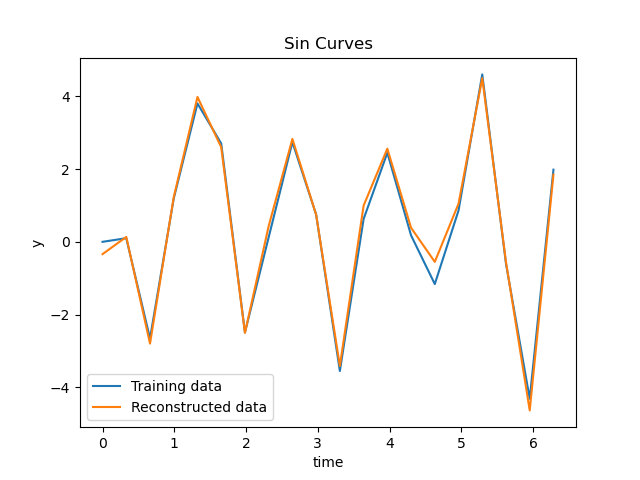 Sin Curves
4
2
0
−2
−4
y
Training data
Reconstructed data
0 1 2 3 4 5 6
time